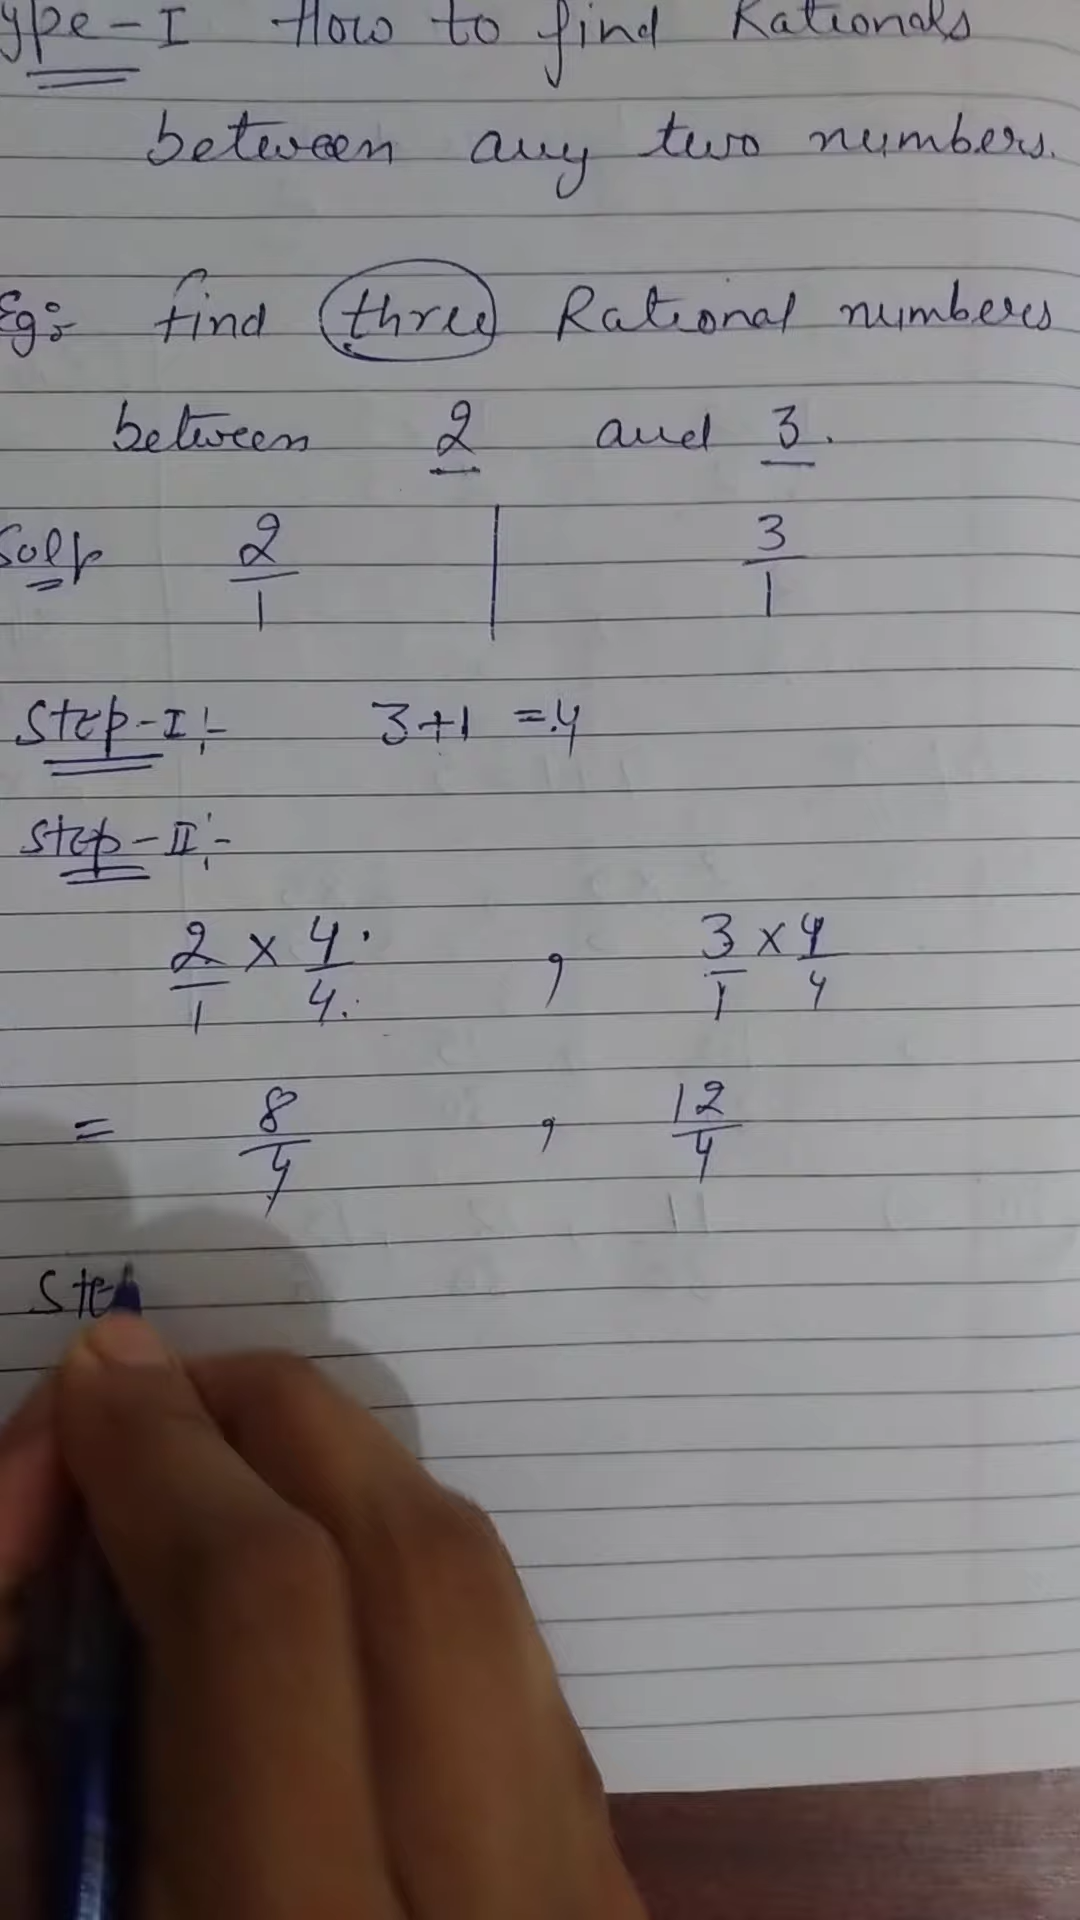 ype-I How to find Rationals
between any two numbers.
Eg:- find three Rational numbers
between 2 and 3.
Sol 2/1 | 3/1
Step-I:- 3+1 =4
Step-II:-
2/1 × 4/4 , 3/1 × 4/4
= 8/4 , 12/4
Ste